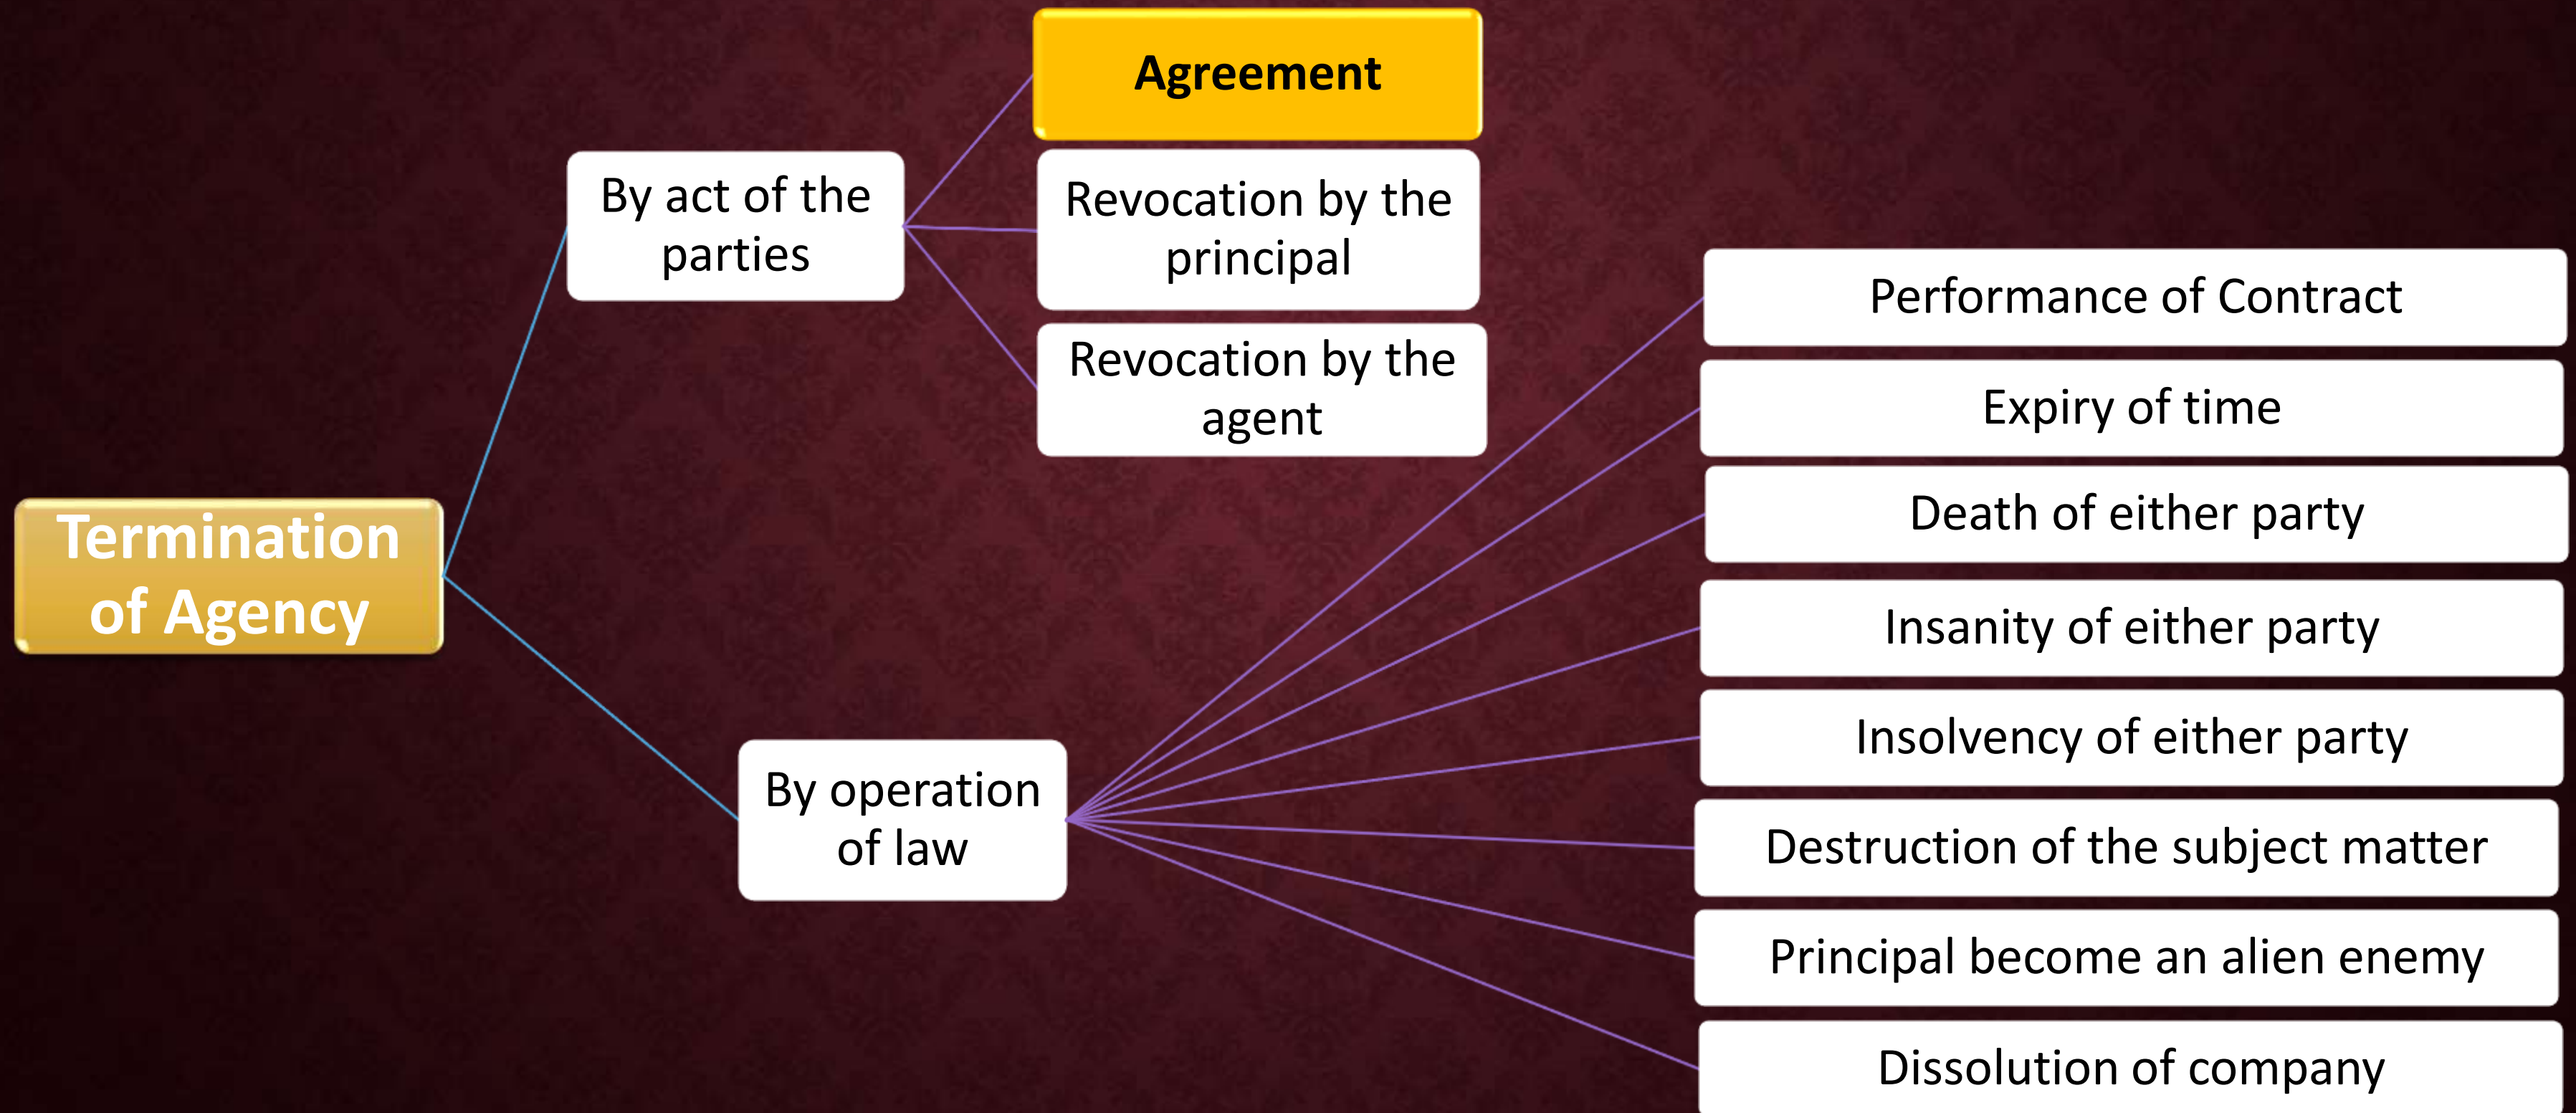 Termination
of Agency
By act of the
parties
Agreement
Revocation by the
principal
Revocation by the
agent
By operation
of law
Performance of Contract
Expiry of time
Death of either party
Insanity of either party
Insolvency of either party
Destruction of the subject matter
Principal become an alien enemy
Dissolution of company